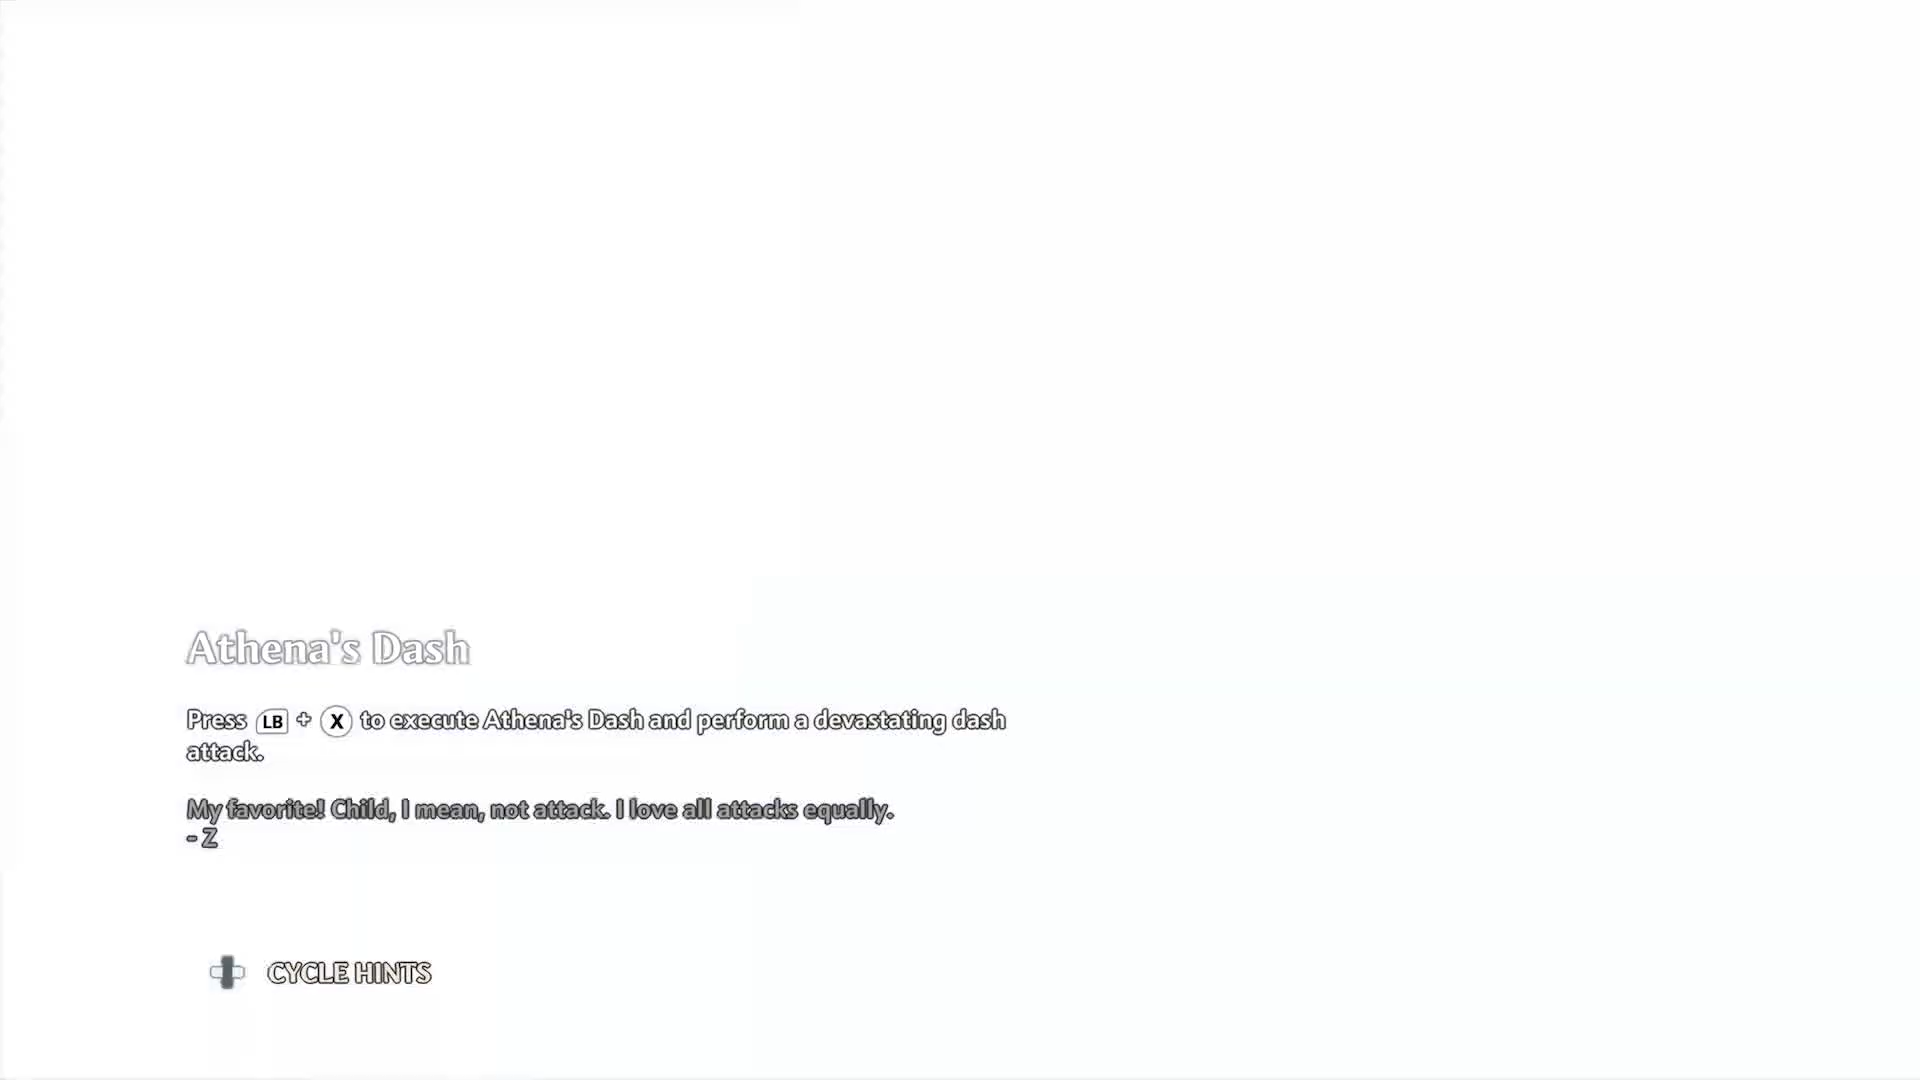 Athena's Dash
Press LB + X to execute Athena's Dash and perform a devastating dash
attack.
My favorite! Child, I mean, not attack. I love all attacks equally.
- Z
CYCLE HINTS